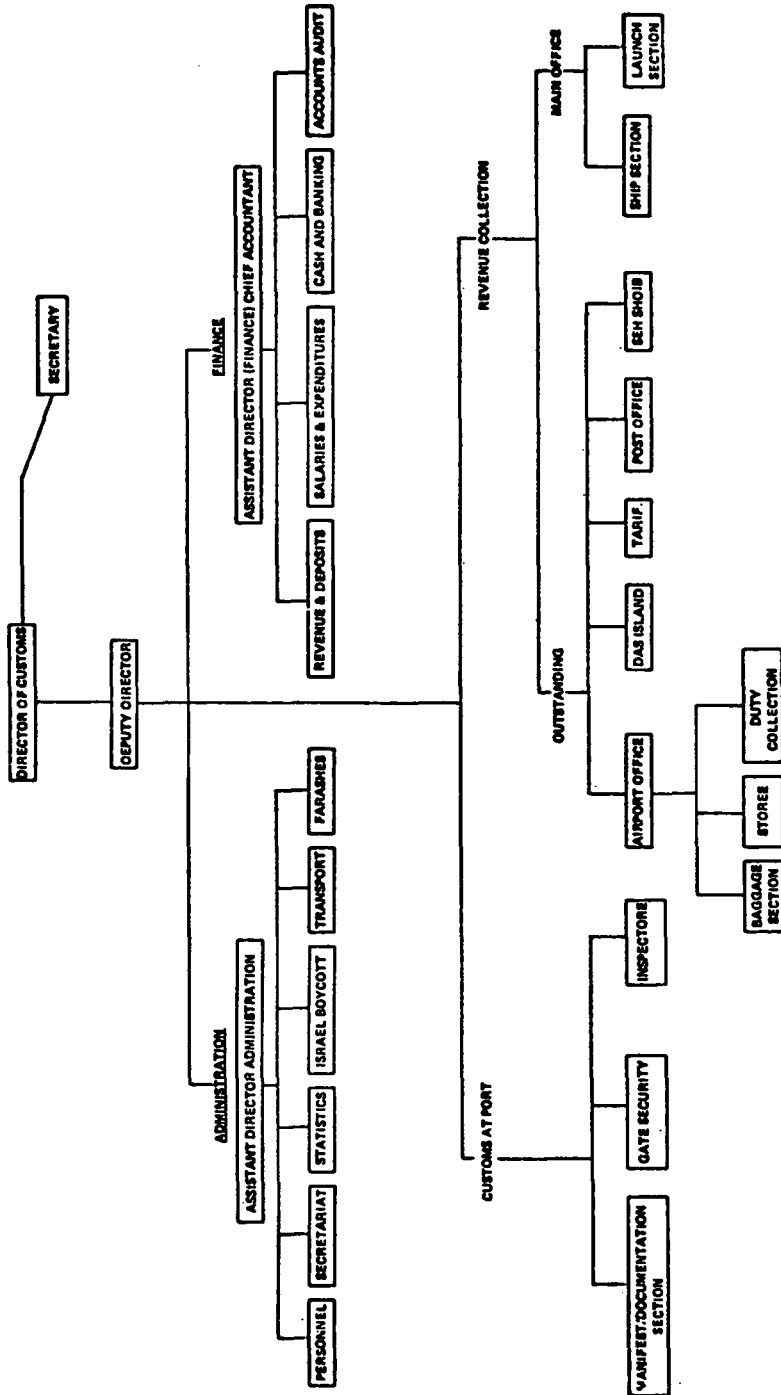 DIRECTOR OF CUSTOMS
SECRETARY
DEPUTY DIRECTOR
ADMINISTRATION
FINANCE
ASSISTANT DIRECTOR ADMINISTRATION
ASSISTANT DIRECTOR (FINANCE) CHIEF ACCOUNTANT
PERSONNEL
SECRETARIAT
STATISTICS
ISRAEL BOYCOTT
TRANSPORT
FARASHES
REVENUE & DEPOSITS
SALARIES & EXPENDITURES
CASH AND BANKING
ACCOUNTS AUDIT
CUSTOMS AT PORT
REVENUE COLLECTION
OUTSTANDING
MAIN OFFICE
MANIFEST/DOCUMENTATION
SECTION
GATE SECURITY
INSPECTORE
AIRPORT OFFICE
DAS ISLAND
TARIF.
POST OFFICE
SEH SHOIB
SHIP SECTION
LAUNCH
SECTION
BAGGAGE
SECTION
STOREE
DUTY
COLLECTION